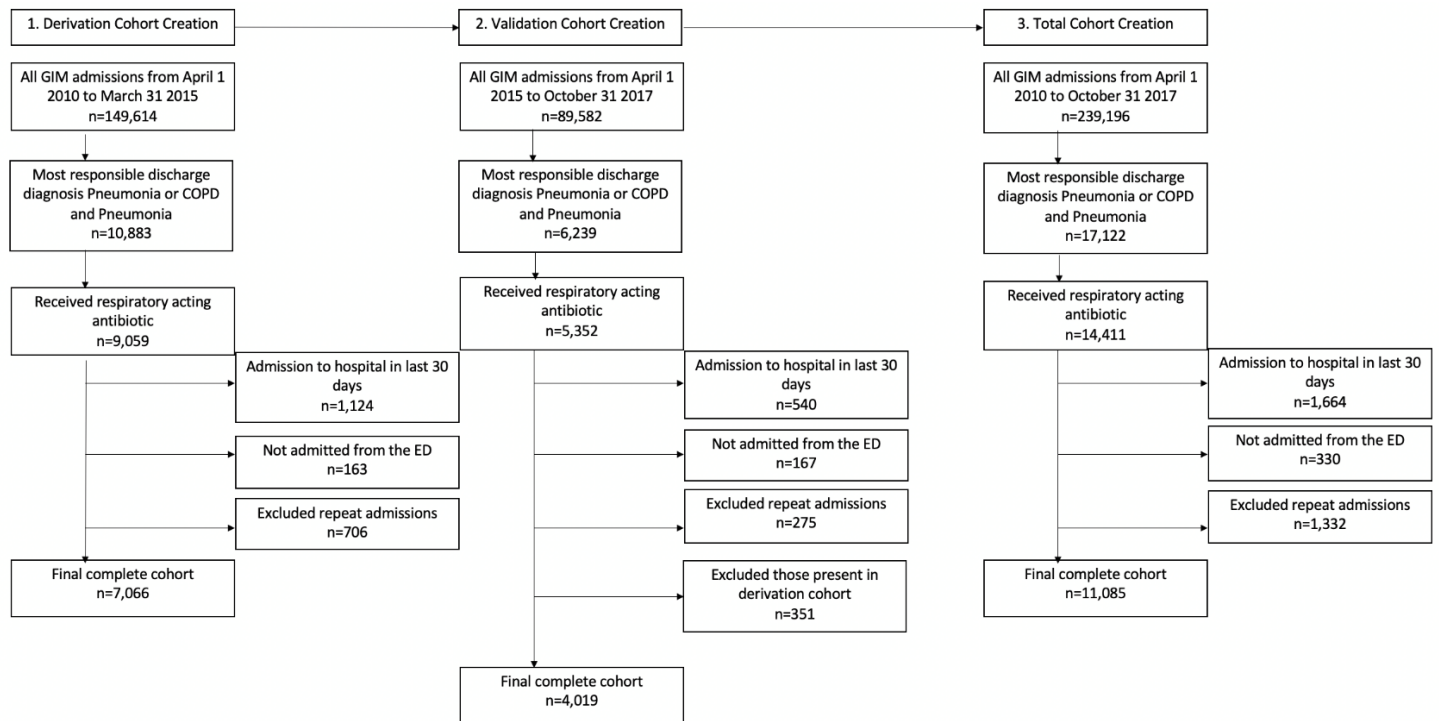 1. Derivation Cohort Creation
All GIM admissions from April 1
2010 to March 31 2015
n=149,614
Most responsible discharge
diagnosis Pneumonia or COPD
and Pneumonia
n=10,883
Received respiratory acting
antibiotic
n=9,059
Admission to hospital in last 30
days
n=1,124
Not admitted from the ED
n=163
Excluded repeat admissions
n=706
Final complete cohort
n=7,066
2. Validation Cohort Creation
All GIM admissions from April 1
2015 to October 31 2017
n=89,582
Most responsible discharge
diagnosis Pneumonia or COPD
and Pneumonia
n=6,239
Received respiratory acting
antibiotic
n=5,352
Admission to hospital in last 30
days
n=540
Not admitted from the ED
n=167
Excluded repeat admissions
n=275
Excluded those present in
derivation cohort
n=351
Final complete cohort
n=4,019
3. Total Cohort Creation
All GIM admissions from April 1
2010 to October 31 2017
n=239,196
Most responsible discharge
diagnosis Pneumonia or COPD
and Pneumonia
n=17,122
Received respiratory acting
antibiotic
n=14,411
Admission to hospital in last 30
days
n=1,664
Not admitted from the ED
n=330
Excluded repeat admissions
n=1,332
Final complete cohort
n=11,085